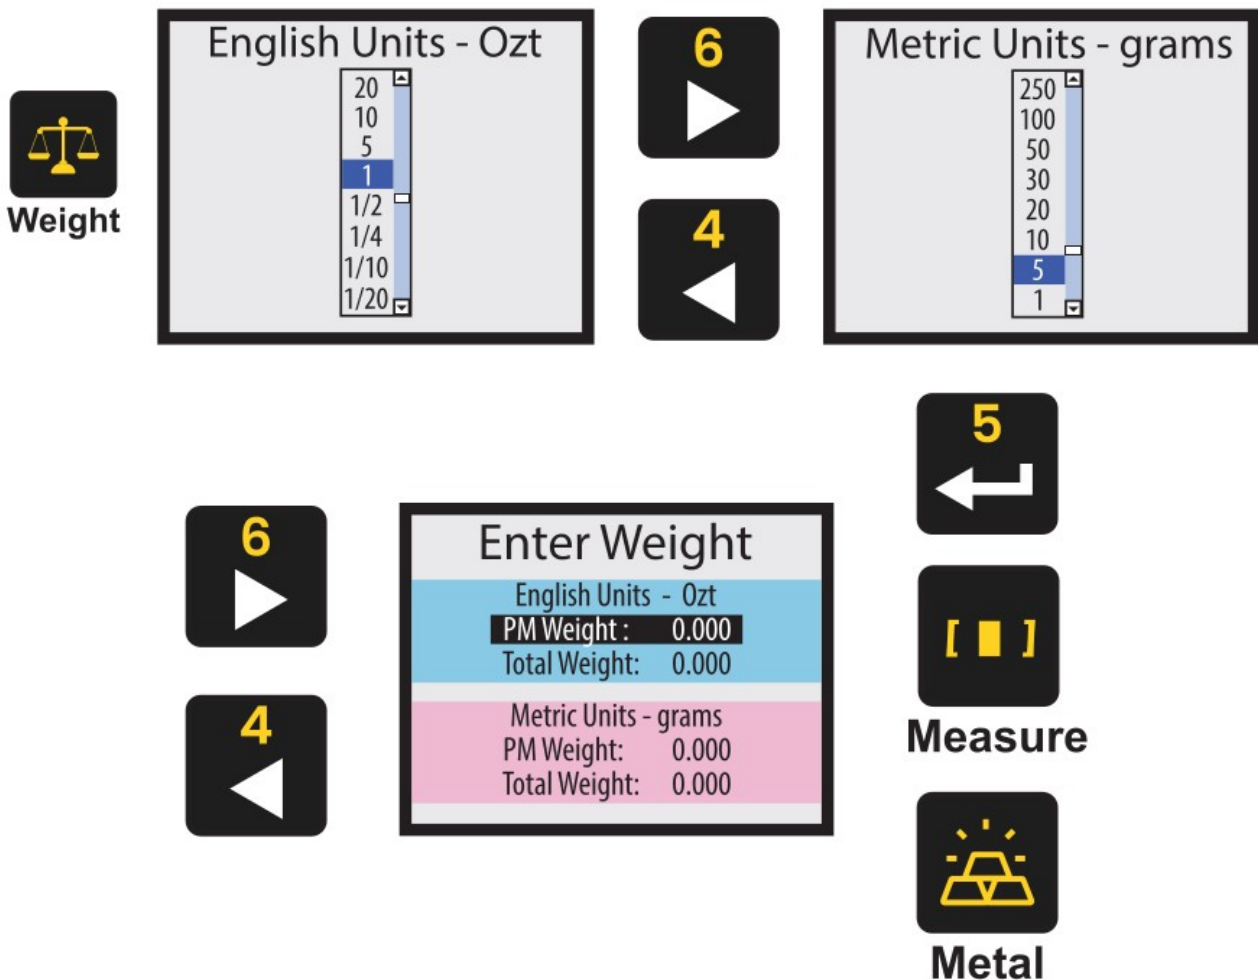 Weight
English Units - Ozt
20
10
5
1
1/2
1/4
1/10
1/20
6
4
Metric Units - grams
250
100
50
30
20
10
5
1
5
[ ]
Measure
Metal
6
4
Enter Weight
English Units - Ozt
PM Weight : 0.000
Total Weight: 0.000
Metric Units - grams
PM Weight: 0.000
Total Weight: 0.000